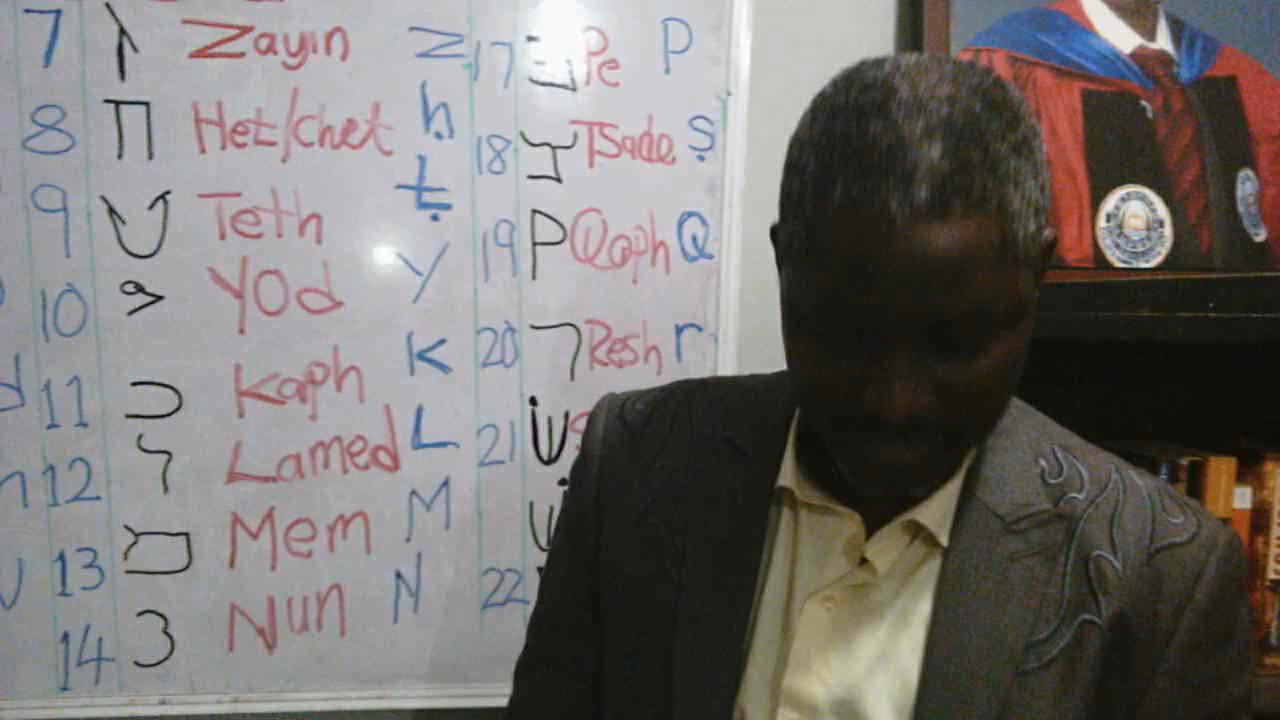 7 ז Zayin z 17 פ Pe P
8 ח Het/chet ḥ 18 צ TSade Ṣ
9 ט Teth ṭ 19 ק Qoph Q
10 י YOd y 20 ר Resh r
11 כ Kaph K 21 שׁ
12 ל Lamed L
13 מ Mem M 22
14 נ Nun N